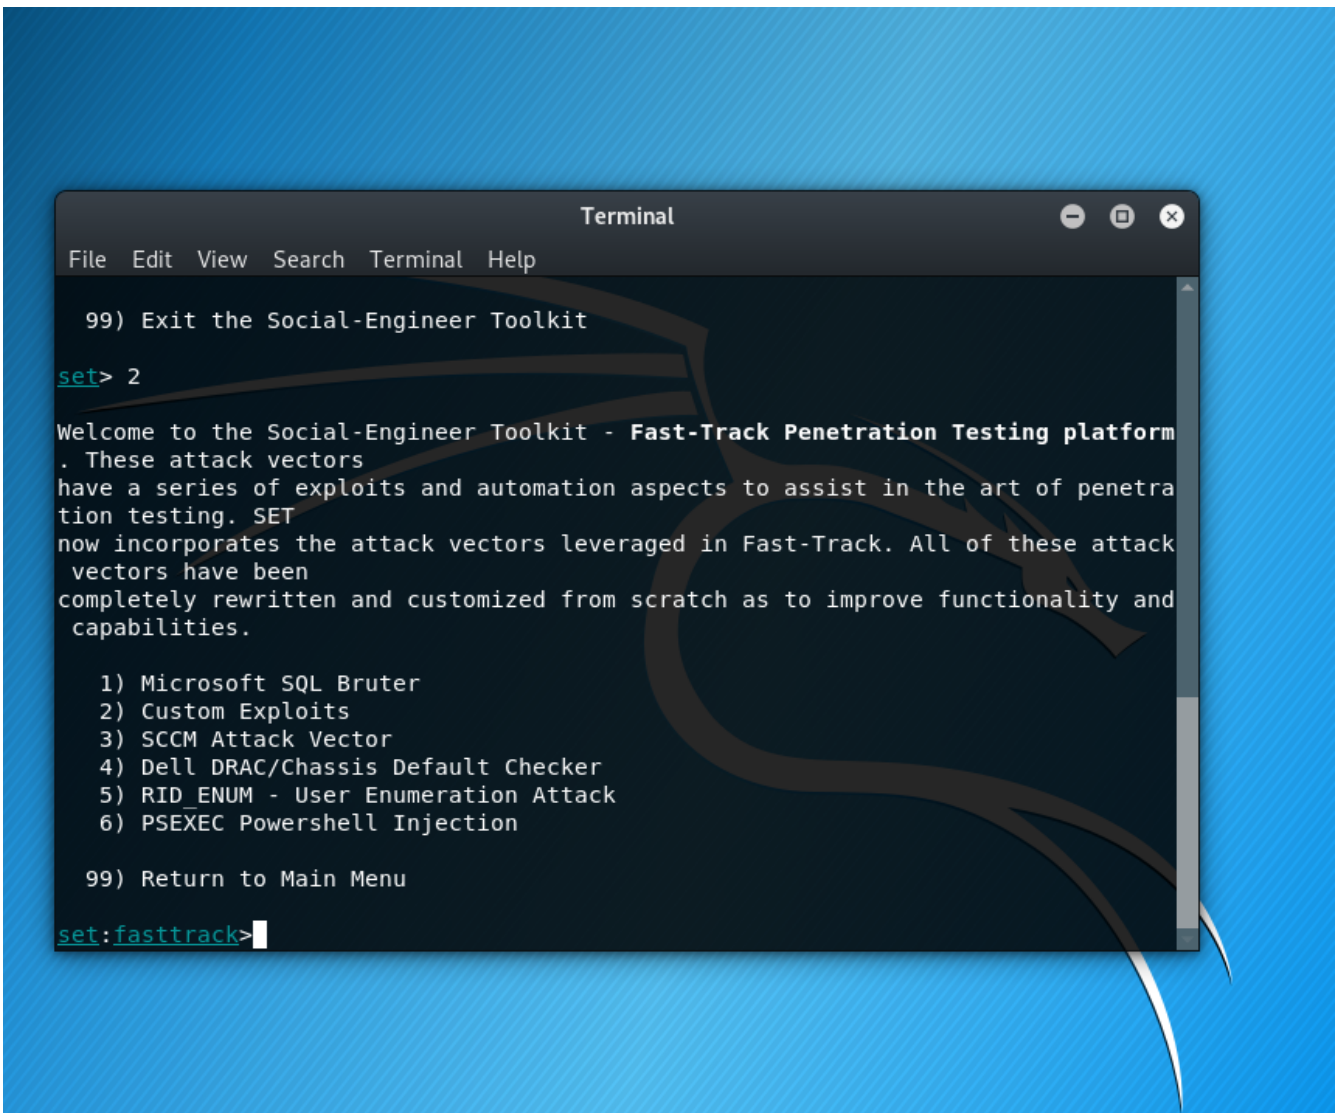 Terminal
File Edit View Search Terminal Help
99) Exit the Social-Engineer Toolkit
set> 2
Welcome to the Social-Engineer Toolkit - Fast-Track Penetration Testing platform
. These attack vectors
have a series of exploits and automation aspects to assist in the art of penetra
tion testing. SET
now incorporates the attack vectors leveraged in Fast-Track. All of these attack
vectors have been
completely rewritten and customized from scratch as to improve functionality and
capabilities.
1) Microsoft SQL Bruter
2) Custom Exploits
3) SCCM Attack Vector
4) Dell DRAC/Chassis Default Checker
5) RID_ENUM - User Enumeration Attack
6) PSEXEC Powershell Injection
99) Return to Main Menu
set:fasttrack>